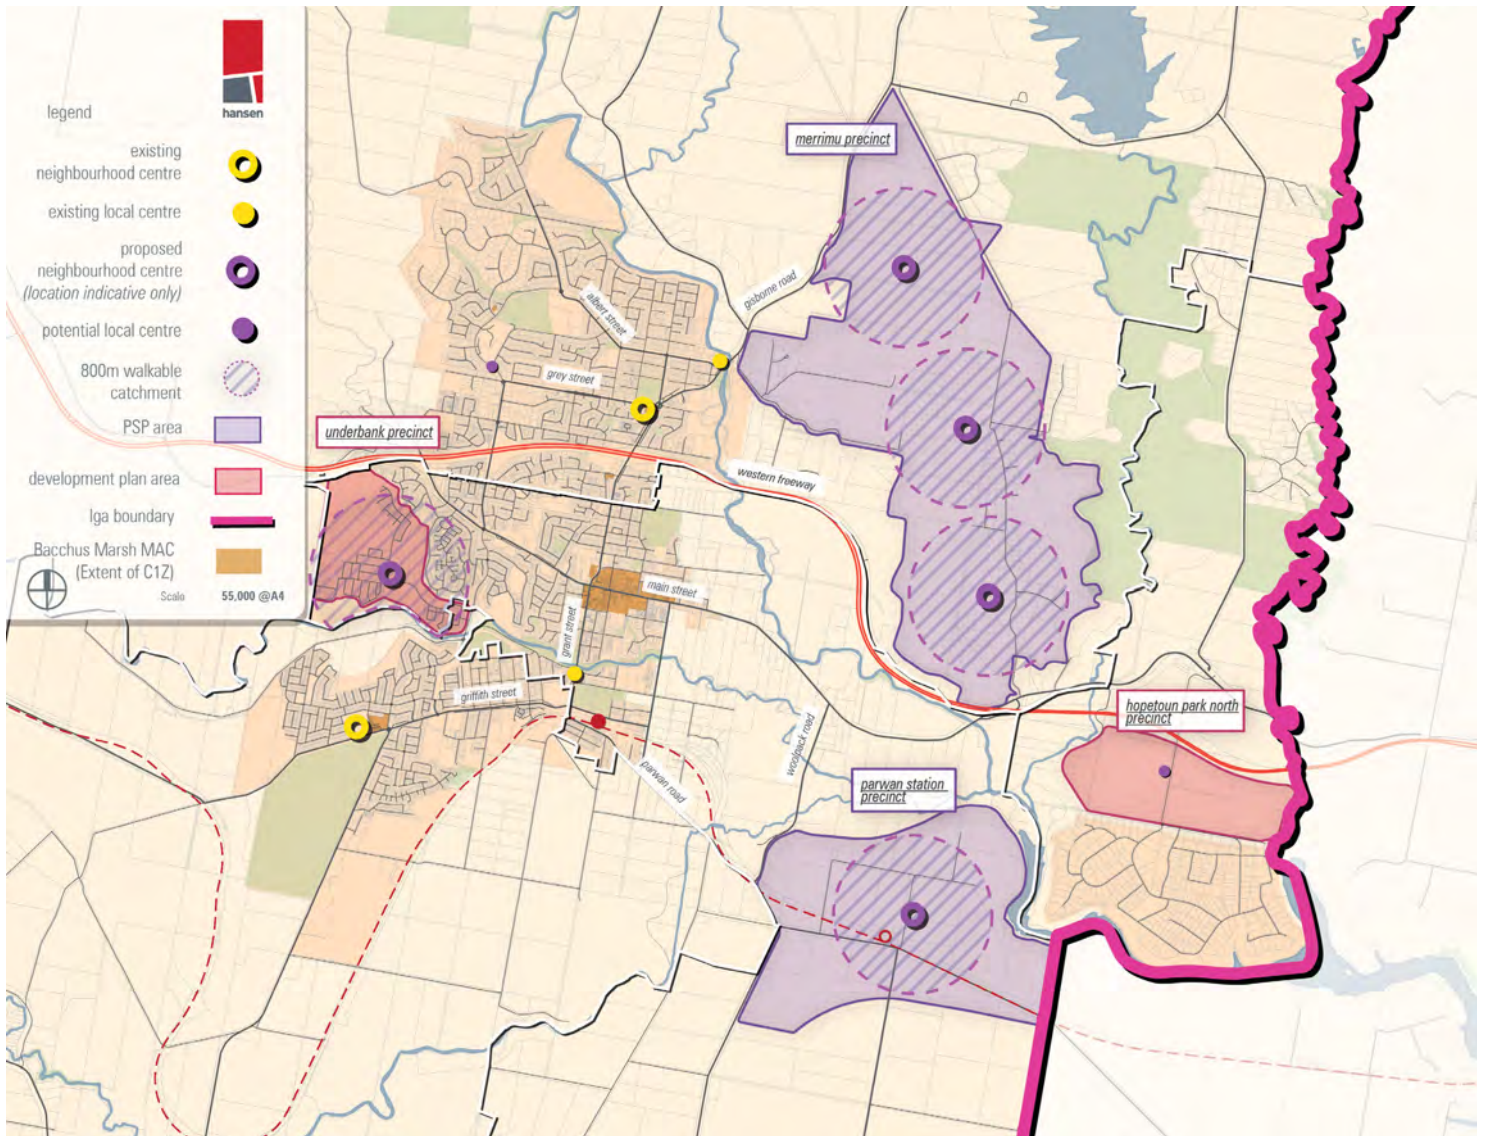 hansen
legend
existing
neighbourhood centre
existing local centre
proposed
neighbourhood centre
(location indicative only)
potential local centre
800m walkable
catchment
PSP area
development plan area
lga boundary
Bacchus Marsh MAC
(Extent of C1Z)
Scale 55,000 @A4
merrimu precinct
gisborne road
albert street
grey street
underbank precinct
western freeway
main street
grant street
griffith street
hopetoun park north
precinct
woolpack road
parwan road
parwan station
precinct